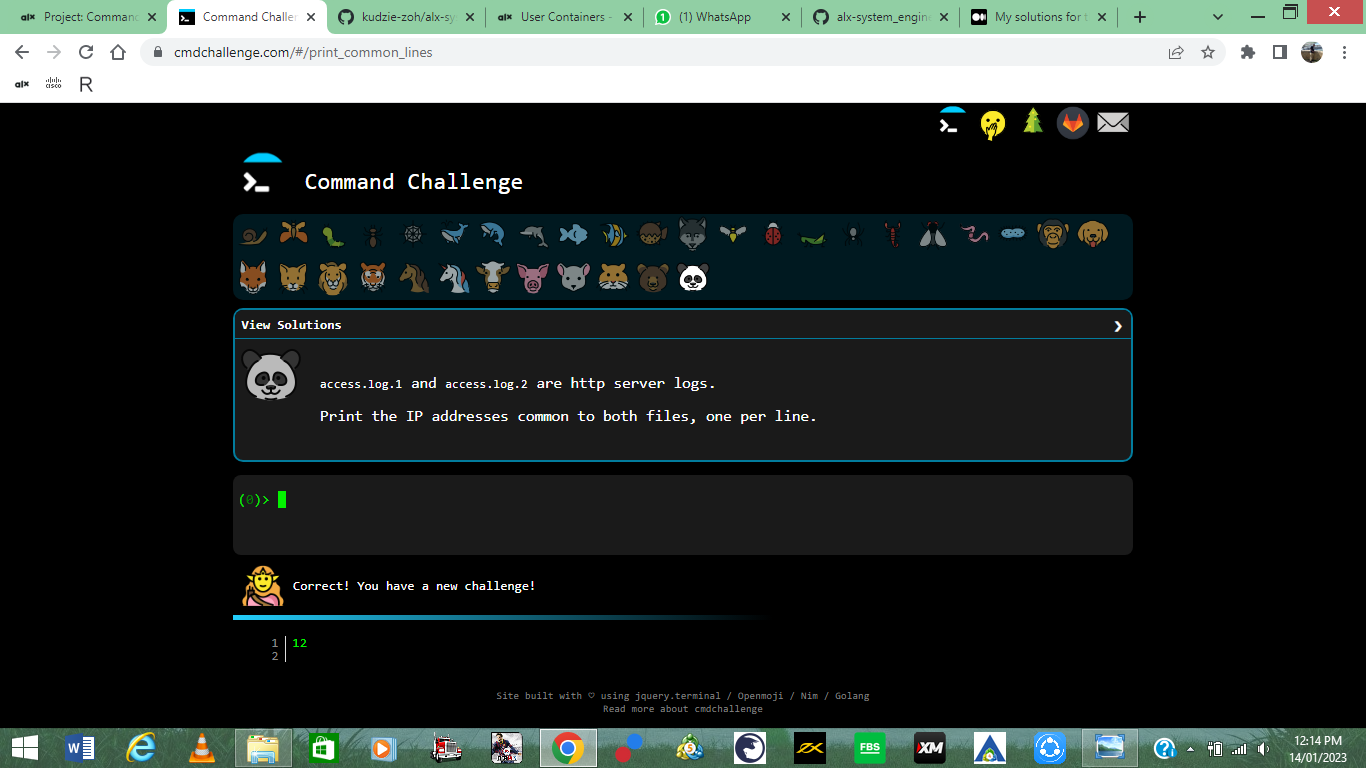 Project: Comman
Command Challer
kudzie-zoh/alx-sy
alx User Containers -
1 (1) WhatsApp
alx-system_engin
My solutions for t
cmdchallenge.com/#/print_common_lines
alx
cisco
R
Command Challenge
View Solutions
access.log.1 and access.log.2 are http server logs.
Print the IP addresses common to both files, one per line.
(0)>
Correct! You have a new challenge!
1 12
2
Site built with ♡ using jquery.terminal / Openmoji / Nim / Golang
Read more about cmdchallenge
FBS
XM
12:14 PM
14/01/2023